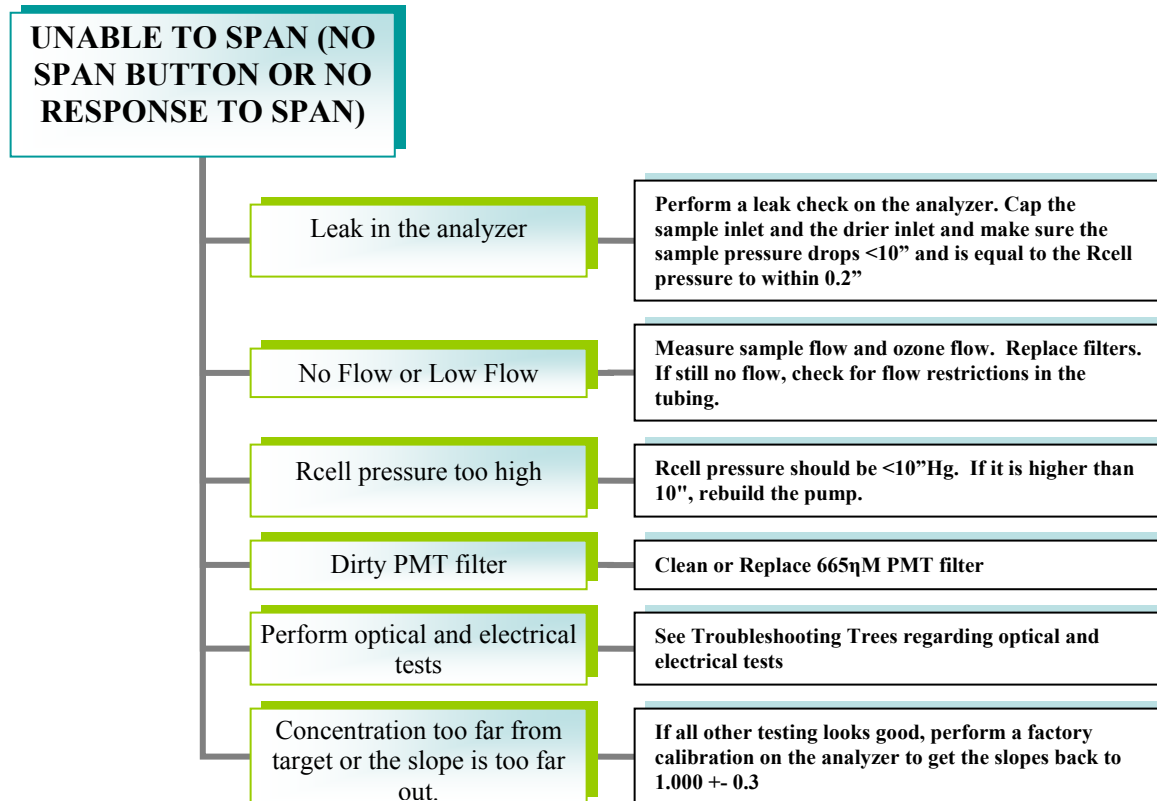 UNABLE TO SPAN (NO
SPAN BUTTON OR NO
RESPONSE TO SPAN)
Leak in the analyzer
Perform a leak check on the analyzer. Cap the
sample inlet and the drier inlet and make sure the
sample pressure drops <10” and is equal to the Rcell
pressure to within 0.2”
No Flow or Low Flow
Measure sample flow and ozone flow.  Replace filters.
If still no flow, check for flow restrictions in the
tubing.
Rcell pressure too high
Rcell pressure should be <10”Hg.  If it is higher than
10", rebuild the pump.
Dirty PMT filter
Clean or Replace 665ηM PMT filter
Perform optical and electrical
tests
See Troubleshooting Trees regarding optical and
electrical tests
Concentration too far from
target or the slope is too far
out.
If all other testing looks good, perform a factory
calibration on the analyzer to get the slopes back to
1.000 +- 0.3